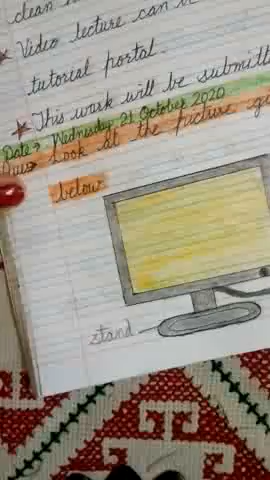 clean
* Video lecture can
tutorial portal.
* This work will be submitt
Date → Wednesday 21 October 2020
Ques → Look at the picture
below
stand